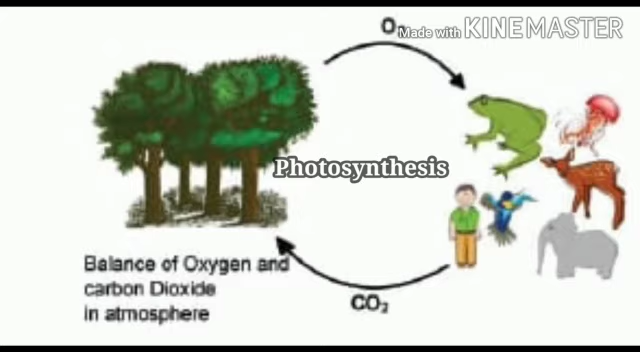 O
Made with KINEMASTER
Photosynthesis
Balance of Oxygen and
carbon Dioxide
in atmosphere
CO₂